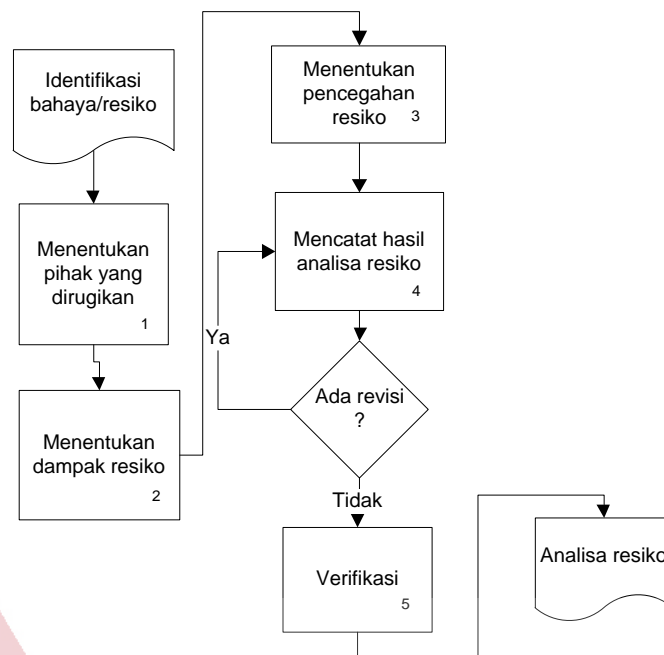 Identifikasi
bahaya/resiko
Menentukan
pihak yang
dirugikan
1
Menentukan
dampak resiko
2
Menentukan
pencegahan
resiko
3
Mencatat hasil
analisa resiko
4
Ada revisi
?
Ya
Tidak
Verifikasi
5
Analisa resiko